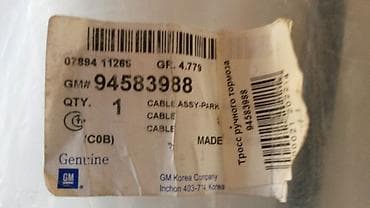 07894 11265 GR. 4.779
GM# 94583988
QTY. 1 CABLE ASSY-PARK
CABLE
CABLE
(C0B) MADE
Genuine
GM
GM Korea Company
Inchon 403-714 Korea
Трос ручного тормоза
94583988